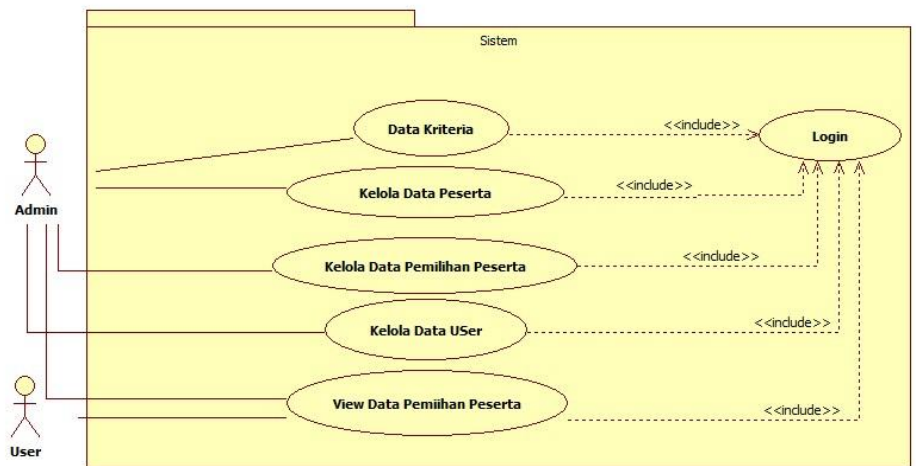 Sistem
Data Kriteria
<<include>>
Login
Kelola Data Peserta
<<include>>
Admin
Kelola Data Pemilihan Peserta
<<include>>
Kelola Data USer
<<include>>
View Data Pemiihan Peserta
<<include>>
User